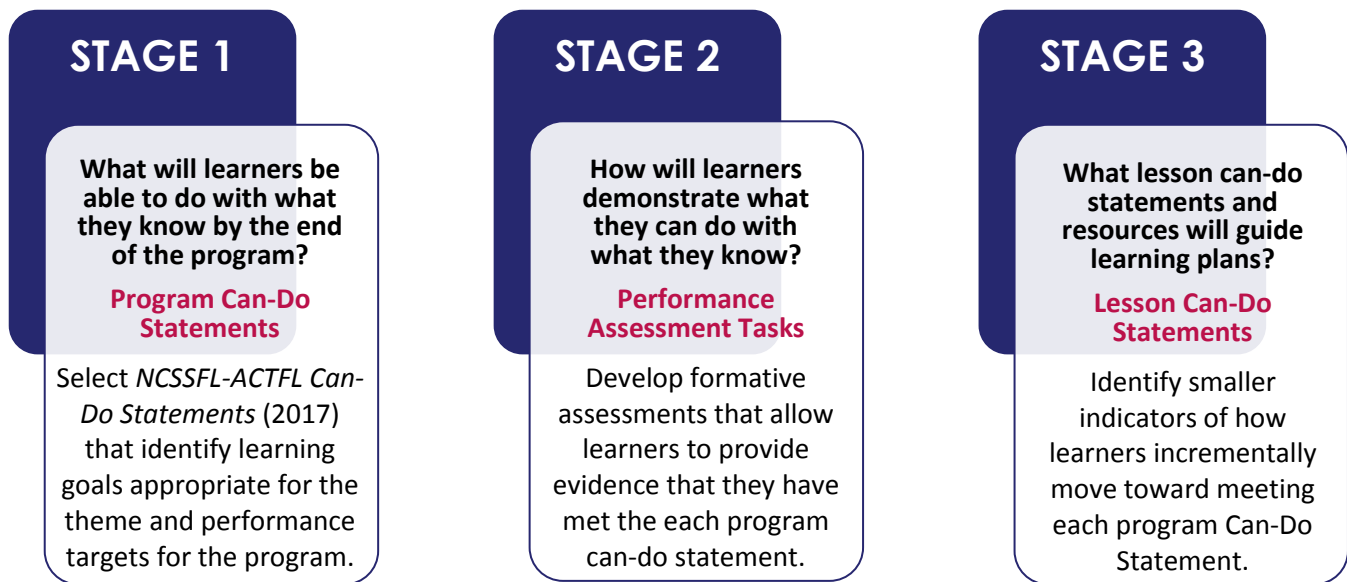 STAGE 1
What will learners be
able to do with what
they know by the end
of the program?
Program Can-Do
Statements
Select NCSSFL-ACTFL Can-
Do Statements (2017)
that identify learning
goals appropriate for the
theme and performance
targets for the program.
STAGE 2
How will learners
demonstrate what
they can do with
what they know?
Performance
Assessment Tasks
Develop formative
assessments that allow
learners to provide
evidence that they have
met the each program
can-do statement.
STAGE 3
What lesson can-do
statements and
resources will guide
learning plans?
Lesson Can-Do
Statements
Identify smaller
indicators of how
learners incrementally
move toward meeting
each program Can-Do
Statement.